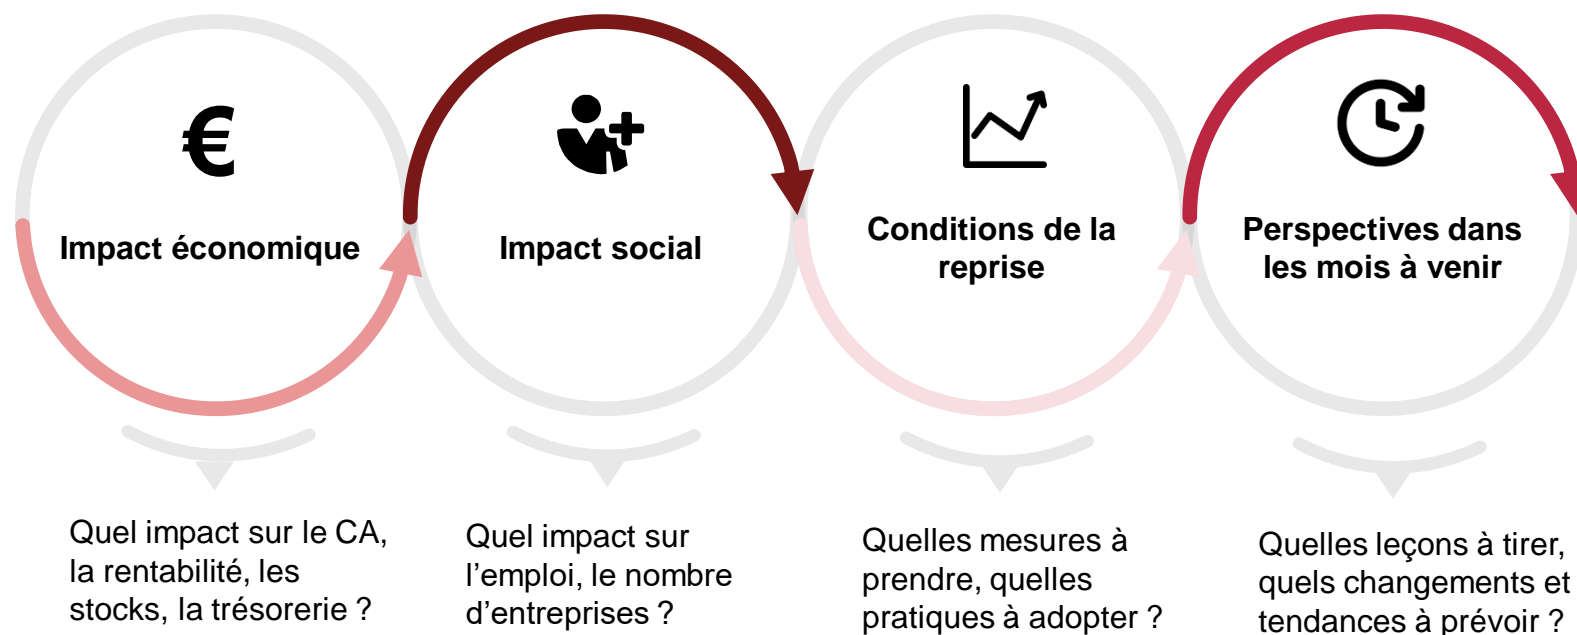 €
Impact économique
Impact social
Conditions de la
reprise
Perspectives dans
les mois à venir
Quel impact sur le CA,
la rentabilité, les
stocks, la trésorerie ?
Quel impact sur
l’emploi, le nombre
d’entreprises ?
Quelles mesures à
prendre, quelles
pratiques à adopter ?
Quelles leçons à tirer,
quels changements et
tendances à prévoir ?